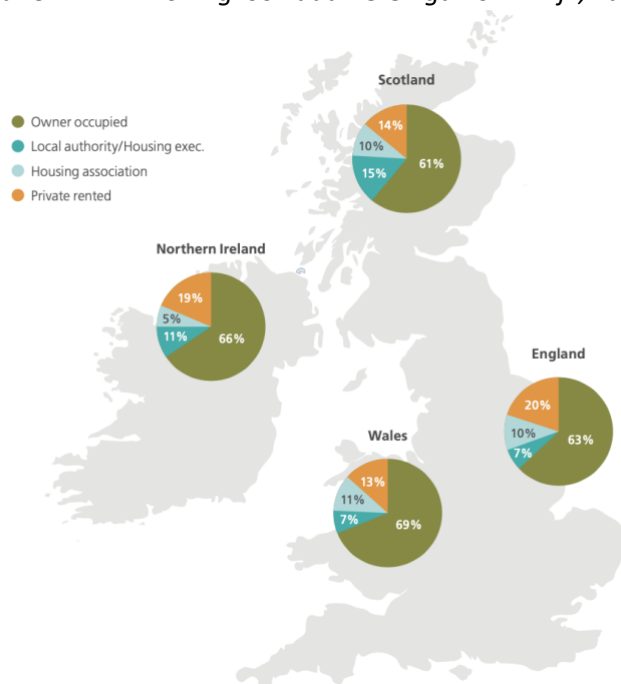 Scotland
Owner occupied
Local authority/Housing exec.
Housing association
Private rented
14%
10%
15%
61%
Northern Ireland
19%
5%
11%
66%
England
20%
10%
7%
63%
Wales
13%
11%
7%
69%